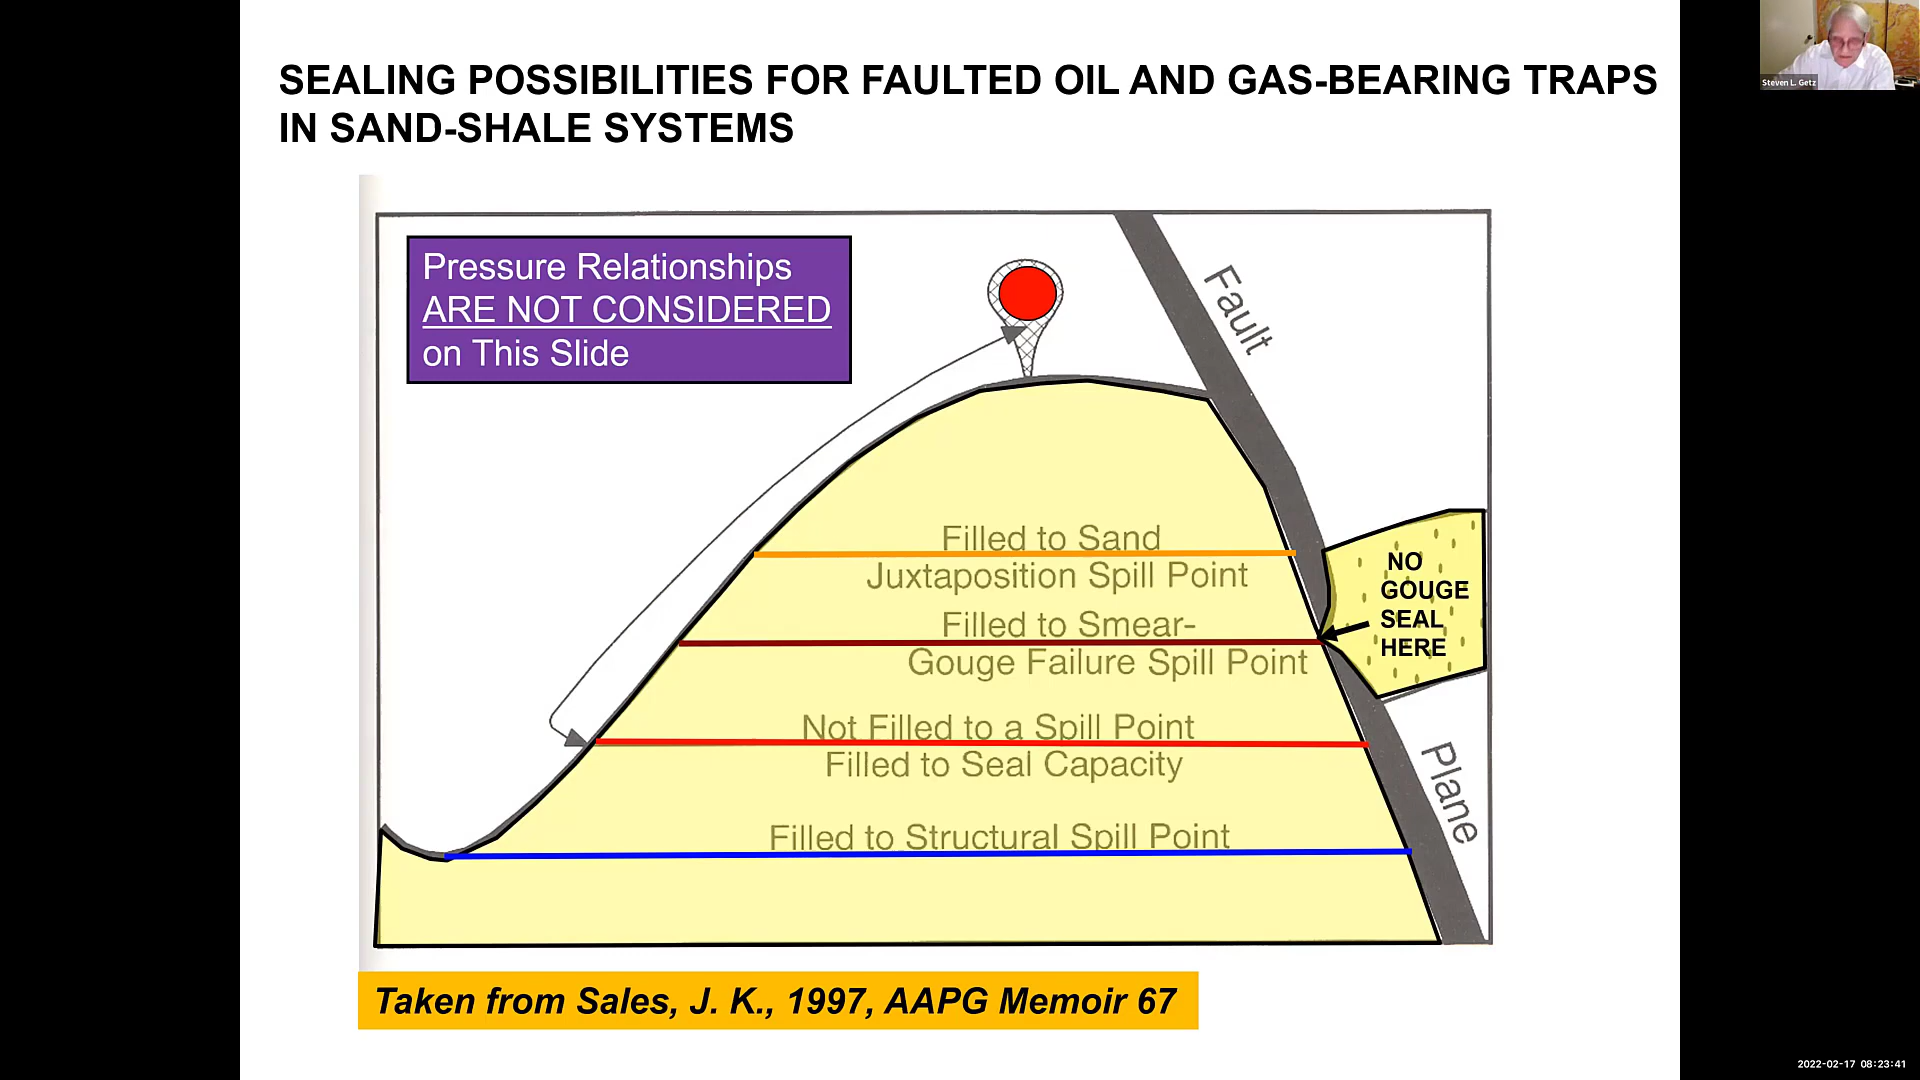 SEALING POSSIBILITIES FOR FAULTED OIL AND GAS-BEARING TRAPS
IN SAND-SHALE SYSTEMS
Steven L. Getz
Pressure Relationships
ARE NOT CONSIDERED
on This Slide
Fault
Filled to Sand
Juxtaposition Spill Point
NO
GOUGE
SEAL
HERE
Filled to Smear-
Gouge Failure Spill Point
Not Filled to a Spill Point
Filled to Seal Capacity
Plane
Filled to Structural Spill Point
Taken from Sales, J. K., 1997, AAPG Memoir 67
2022-02-17 08:23:41